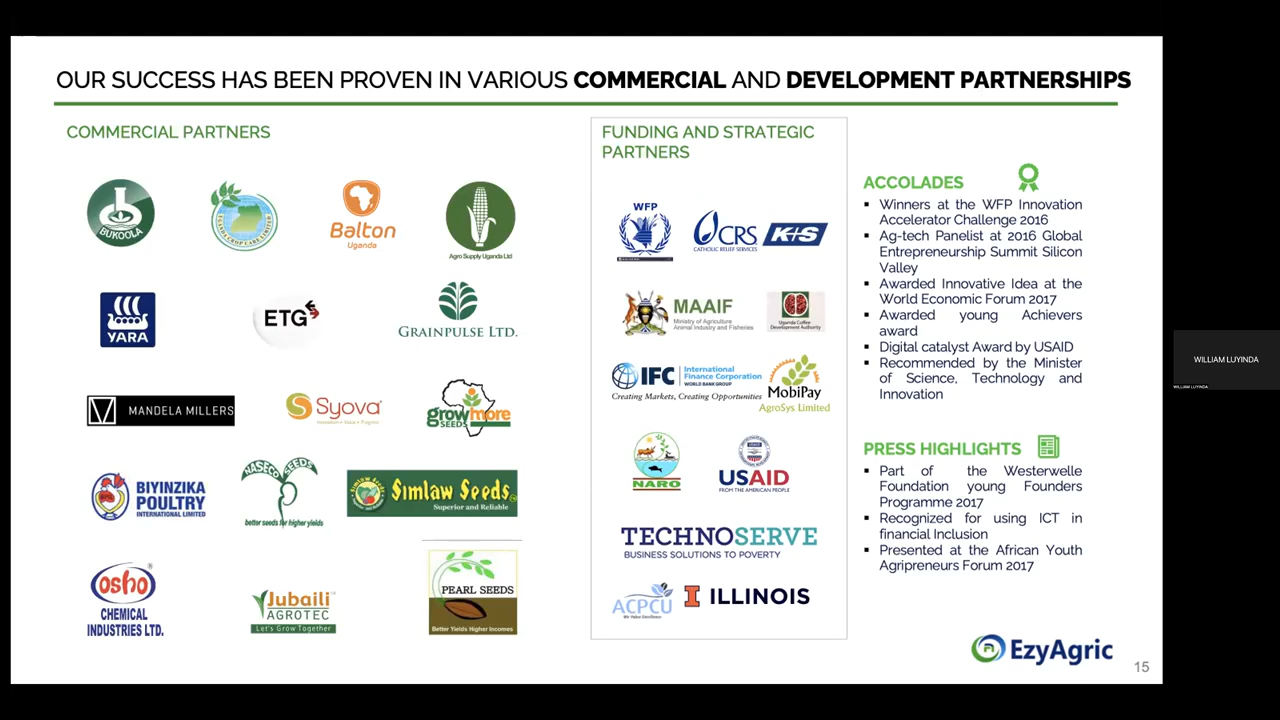 OUR SUCCESS HAS BEEN PROVEN IN VARIOUS COMMERCIAL AND DEVELOPMENT PARTNERSHIPS
COMMERCIAL PARTNERS
BUKOOLA
Balton
Uganda
Agro Supply Uganda Ltd
YARA
ETG
GRAINPULSE LTD.
MANDELA MILLERS
Syova
growmore
SEEDS
BIYINZIKA
POULTRY
INTERNATIONAL LIMITED
NASECO SEEDS
better seeds for higher yields
Simlaw Seeds
Superior and Reliable
osho
CHEMICAL
INDUSTRIES LTD.
Jubaili
AGROTEC
Let's Grow Together
PEARL SEEDS
Better Yields Higher Incomes
FUNDING AND STRATEGIC
PARTNERS
WFP
CRS
CATHOLIC RELIEF SERVICES
K+S
MAAIF
Ministry of Agriculture
Animal Industry and Fisheries
Uganda Coffee
Development Authority
IFC
International
Finance Corporation
WORLD BANK GROUP
Creating Markets, Creating Opportunities
MobiPay
AgroSys Limited
NARO
USAID
FROM THE AMERICAN PEOPLE
TECHNOSERVE
BUSINESS SOLUTIONS TO POVERTY
ACPCU
We Value Excellence
I ILLINOIS
ACCOLADES
▪ Winners at the WFP Innovation
Accelerator Challenge 2016
▪ Ag-tech Panelist at 2016 Global
Entrepreneurship Summit Silicon
Valley
▪ Awarded Innovative Idea at the
World Economic Forum 2017
▪ Awarded young Achievers
award
▪ Digital catalyst Award by USAID
▪ Recommended by the Minister
of Science, Technology and
Innovation
PRESS HIGHLIGHTS
▪ Part of the Westerwelle
Foundation young Founders
Programme 2017
▪ Recognized for using ICT in
financial Inclusion
▪ Presented at the African Youth
Agripreneurs Forum 2017
EzyAgric
15
WILLIAM LUYINDA
WILLIAM LUYINDA